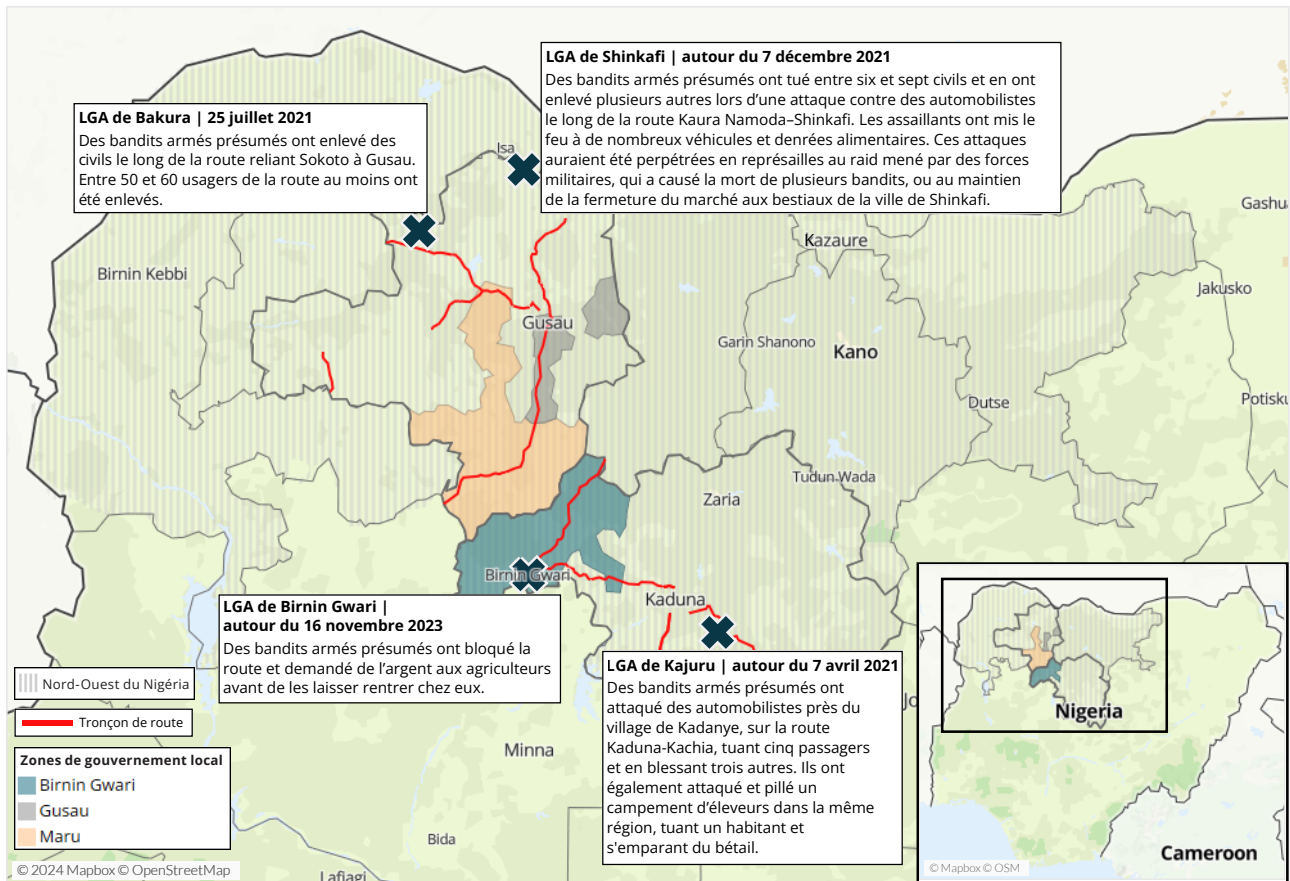 LGA de Shinkafi | autour du 7 décembre 2021
Des bandits armés présumés ont tué entre six et sept civils et en ont
enlevé plusieurs autres lors d'une attaque contre des automobilistes
le long de la route Kaura Namoda–Shinkafi. Les assaillants ont mis le
feu à de nombreux véhicules et denrées alimentaires. Ces attaques
auraient été perpétrées en représailles au raid mené par des forces
militaires, qui a causé la mort de plusieurs bandits, ou au maintien
de la fermeture du marché aux bestiaux de la ville de Shinkafi.
LGA de Bakura | 25 juillet 2021
Des bandits armés présumés ont enlevé des
civils le long de la route reliant Sokoto à Gusau.
Entre 50 et 60 usagers de la route au moins ont
été enlevés.
Isa
Gashu
Kazaure
Birnin Kebbi
Jakusko
Gusau
Garin Shanono
Kano
Dutse
Potisku
Tudun Wada
Zaria
Birnin Gwari
Kaduna
LGA de Birnin Gwari |
autour du 16 novembre 2023
Des bandits armés présumés ont bloqué la
route et demandé de l'argent aux agriculteurs
avant de les laisser rentrer chez eux.
LGA de Kajuru | autour du 7 avril 2021
Des bandits armés présumés ont
attaqué des automobilistes près du
village de Kadanye, sur la route
Kaduna-Kachia, tuant cinq passagers
et en blessant trois autres. Ils ont
également attaqué et pillé un
campement d'éleveurs dans la même
région, tuant un habitant et
s'emparant du bétail.
Jo
Minna
Bida
Lafiagi
Nord-Ouest du Nigéria
Tronçon de route
Zones de gouvernement local
Birnin Gwari
Gusau
Maru
© 2024 Mapbox © OpenStreetMap
Nigeria
Cameroon
© Mapbox © OSM